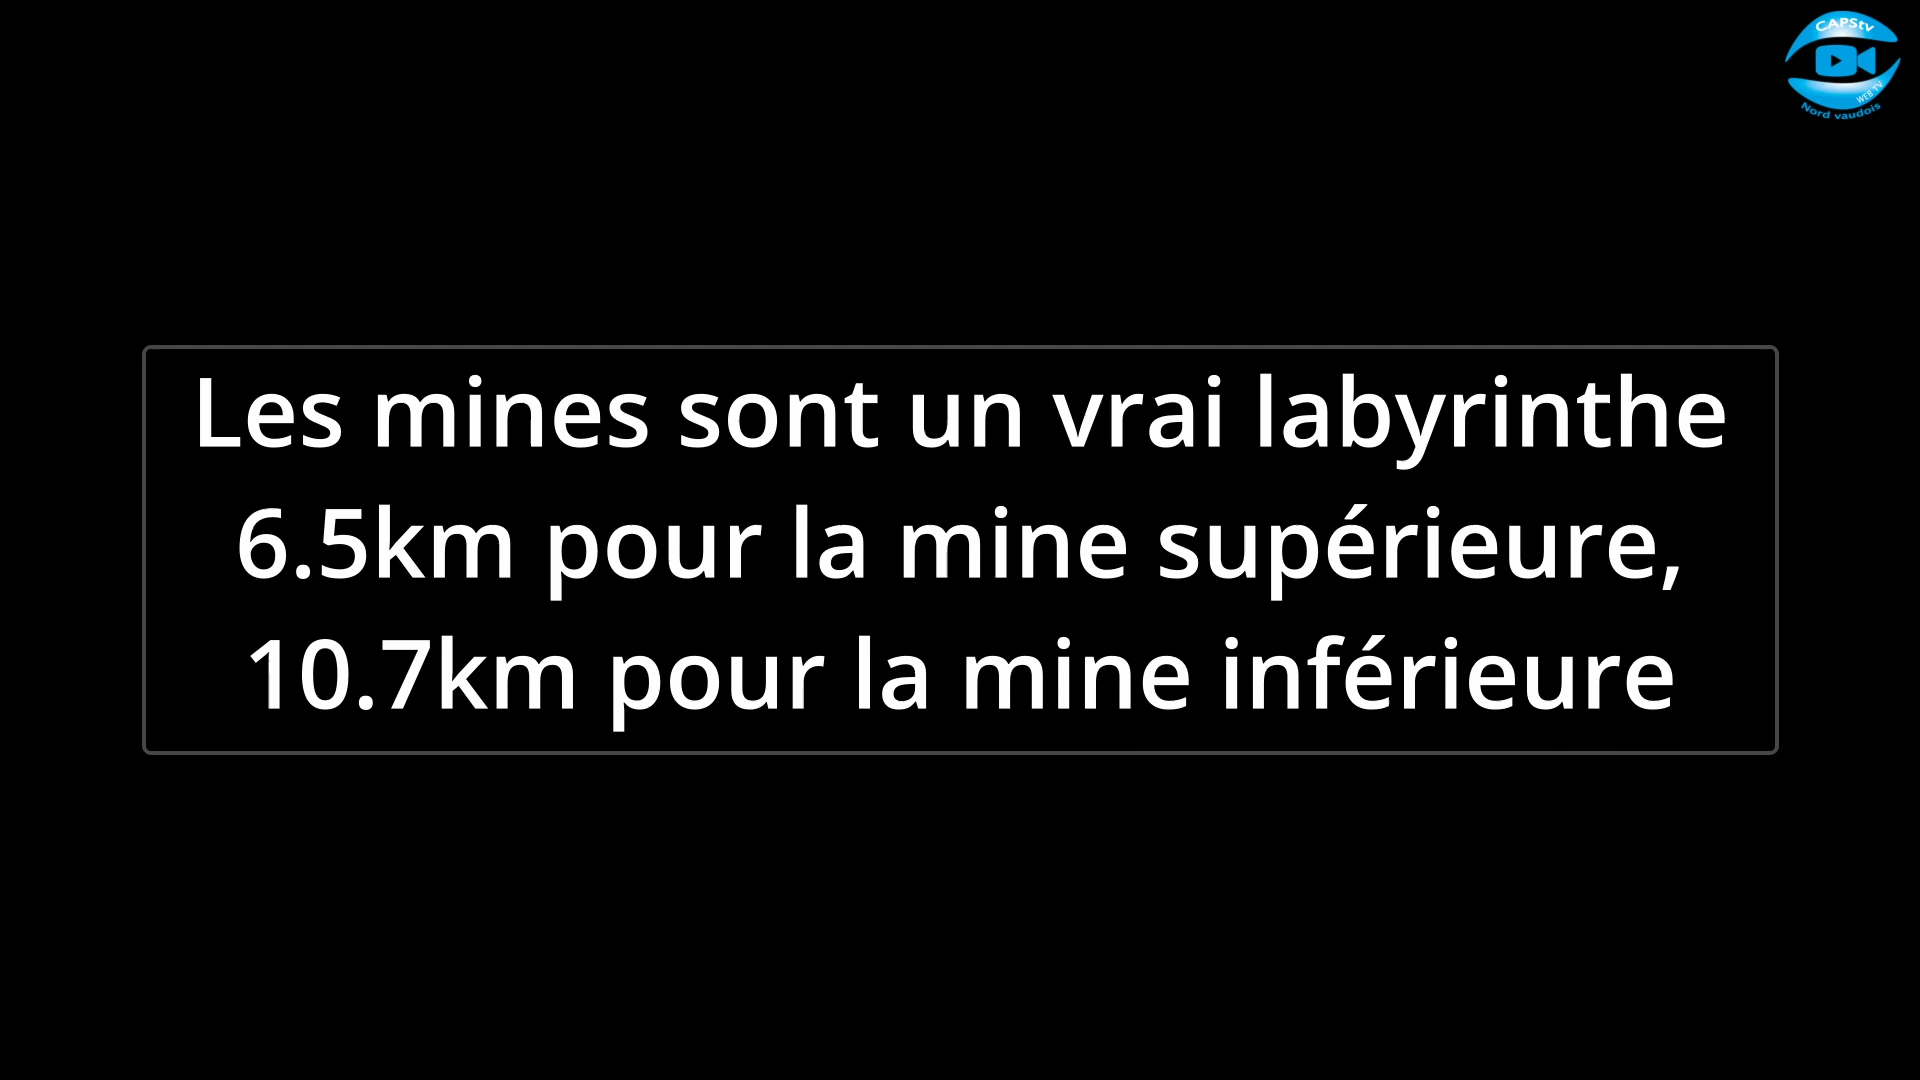 CAPStv
WEB TV
Nord vaudois
Les mines sont un vrai labyrinthe
6.5km pour la mine supérieure,
10.7km pour la mine inférieure